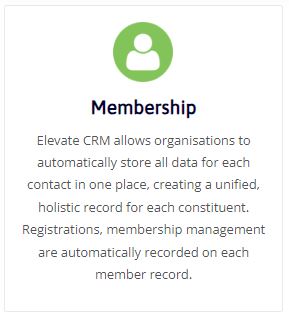 Membership
Elevate CRM allows organisations to
automatically store all data for each
contact in one place, creating a unified,
holistic record for each constituent.
Registrations, membership management
are automatically recorded on each
member record.